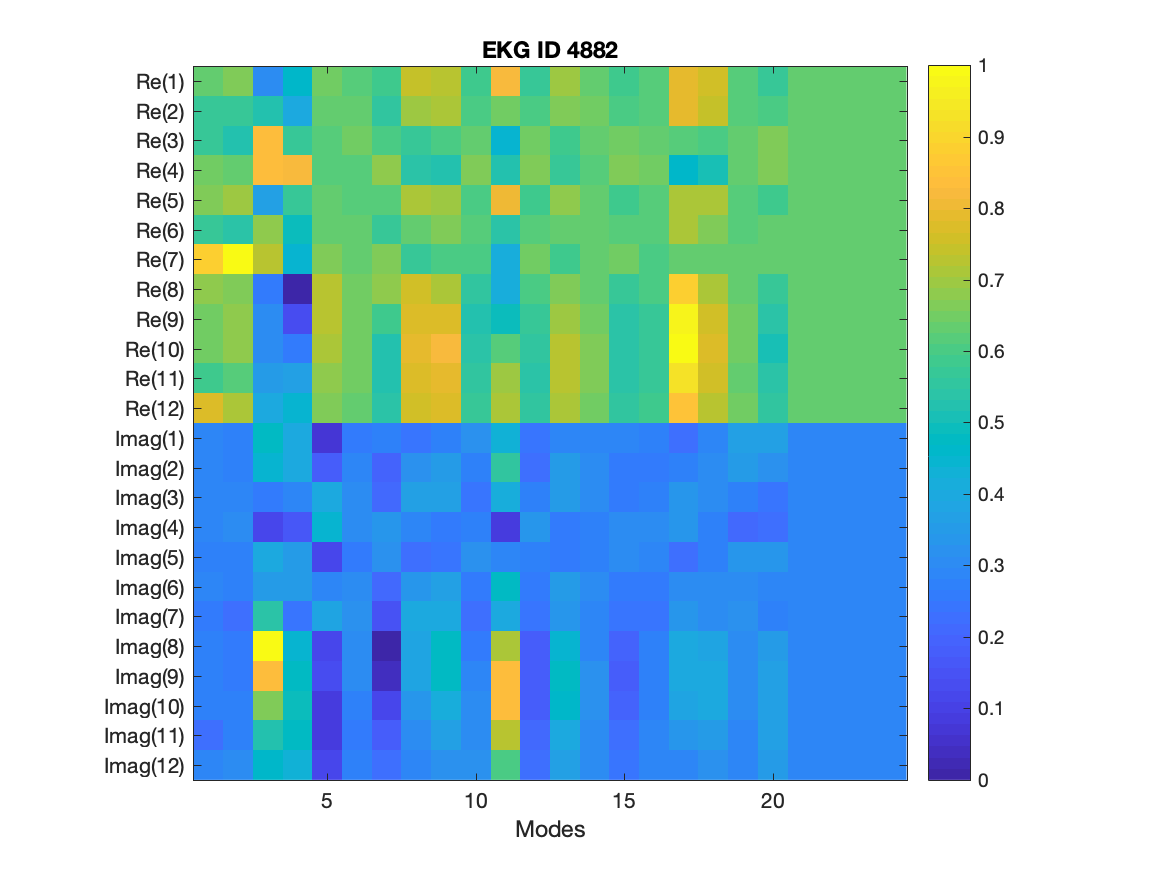 EKG ID 4882
Re(1)
Re(2)
Re(3)
Re(4)
Re(5)
Re(6)
Re(7)
Re(8)
Re(9)
Re(10)
Re(11)
Re(12)
Imag(1)
Imag(2)
Imag(3)
Imag(4)
Imag(5)
Imag(6)
Imag(7)
Imag(8)
Imag(9)
Imag(10)
Imag(11)
Imag(12)
5 10 15 20
Modes
1
0.9
0.8
0.7
0.6
0.5
0.4
0.3
0.2
0.1
0